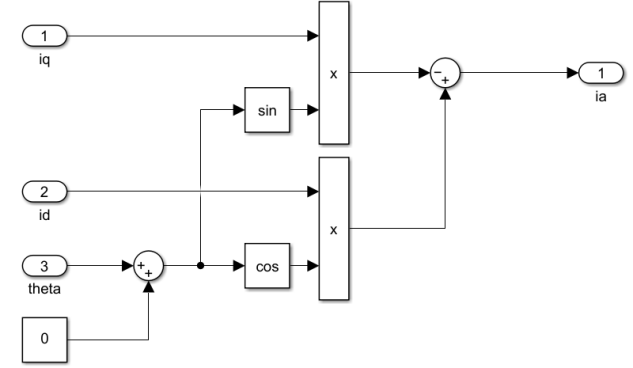 1
iq
x
− +
1
ia
sin
2
id
x
3
theta
+ +
cos
0